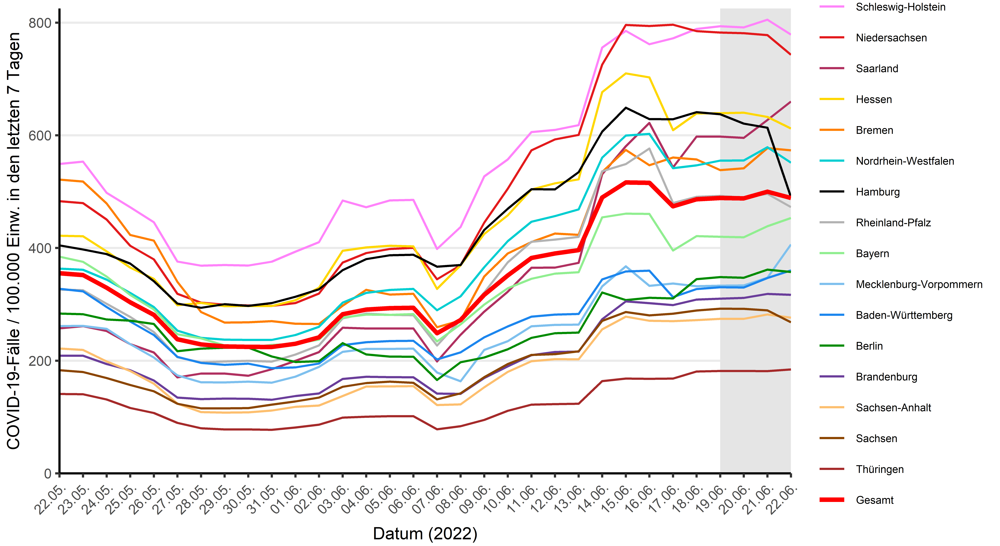 COVID-19-Fälle / 100.000 Einw. in den letzten 7 Tagen
800
600
400
200
0
22.05.
23.05.
24.05.
25.05.
26.05.
27.05.
28.05.
29.05.
30.05.
31.05.
01.06.
02.06.
03.06.
04.06.
05.06.
06.06.
07.06.
08.06.
09.06.
10.06.
11.06.
12.06.
13.06.
14.06.
15.06.
16.06.
17.06.
18.06.
19.06.
20.06.
21.06.
22.06.
Datum (2022)
Schleswig-Holstein
Niedersachsen
Saarland
Hessen
Bremen
Nordrhein-Westfalen
Hamburg
Rheinland-Pfalz
Bayern
Mecklenburg-Vorpommern
Baden-Württemberg
Berlin
Brandenburg
Sachsen-Anhalt
Sachsen
Thüringen
Gesamt